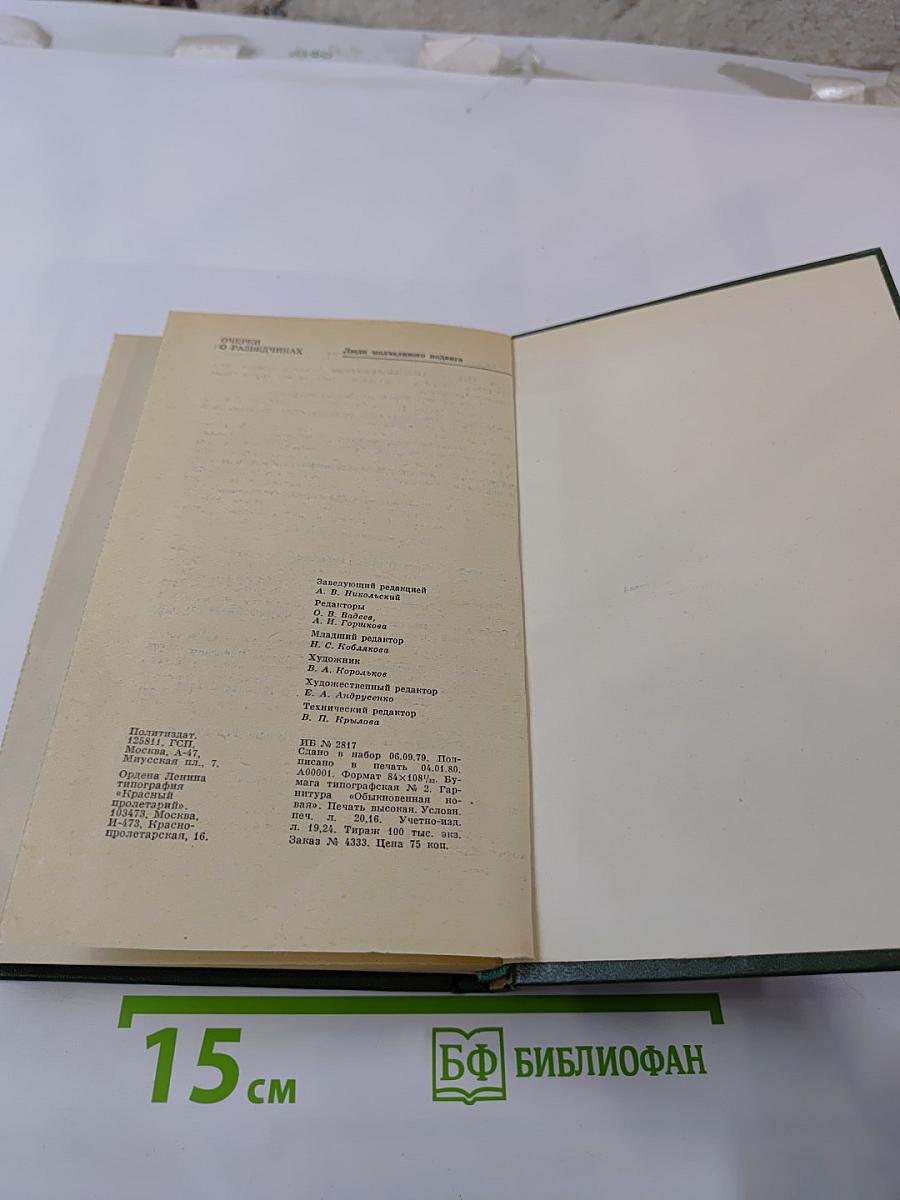 ОЧЕРКИ
О РАЗВЕДЧИКАХ
Люди молчаливого подвига
Заведующий редакцией
А. В. Никольский
Редакторы
О. В. Вадеев,
А. И. Горшкова
Младший редактор
Н. С. Коблякова
Художник
В. А. Корольков
Художественный редактор
Е. А. Андрусенко
Технический редактор
В. П. Крылова
Политиздат.
125811, ГСП,
Москва, А-47,
Миусская пл., 7.
Ордена Ленина
типография
«Красный
пролетарий».
103473, Москва,
И-473, Красно-
пролетарская, 16.
ИБ № 2817
Сдано в набор 06.09.79. Под-
писано в печать 04.01.80.
А00001. Формат 84×108¹/₃₂. Бу-
мага типографская № 2. Гар-
нитура «Обыкновенная но-
вая». Печать высокая. Условн.
печ. л. 20,16. Учетно-изд.
л. 19,24. Тираж 100 тыс. экз.
Заказ № 4333. Цена 75 коп.
15 см
БФ БИБЛИОФАН